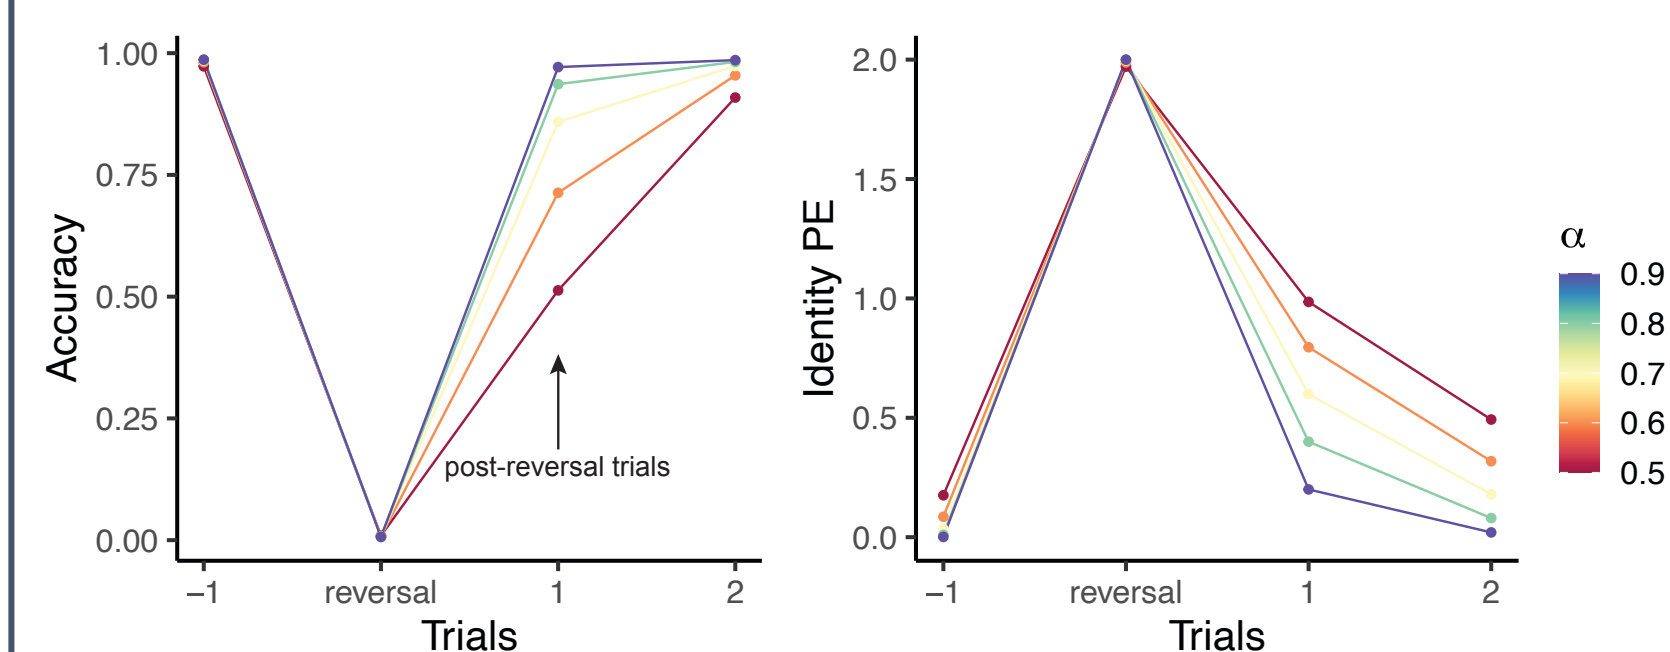 1.00
0.75
0.50
0.25
0.00
Accuracy
post-reversal trials
−1 reversal 1 2
Trials
2.0
1.5
1.0
0.5
0.0
Identity PE
−1 reversal 1 2
Trials
α
0.9
0.8
0.7
0.6
0.5